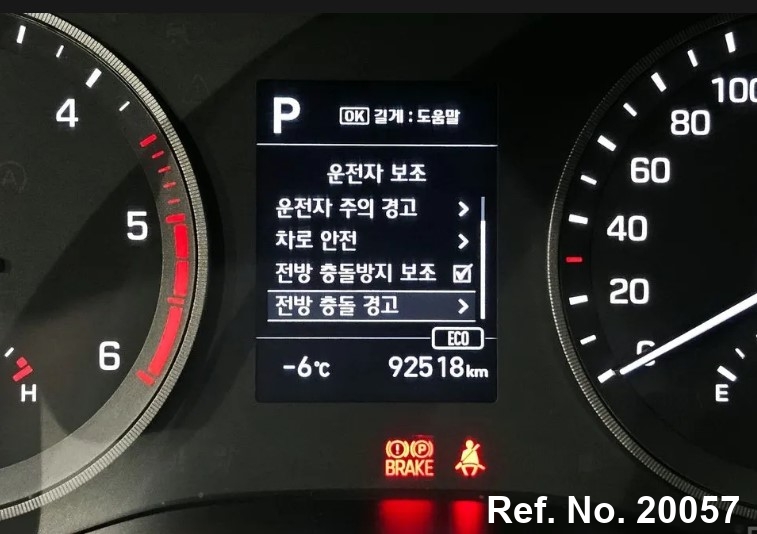 4
5
6
H
P
OK 길게 : 도움말
운전자 보조
운전자 주의 경고 >
차로 안전 >
전방 충돌방지 보조
전방 충돌 경고 >
ECO
-6℃ 92518km
BRAKE
100
80
60
40
20
0
E
Ref. No. 20057